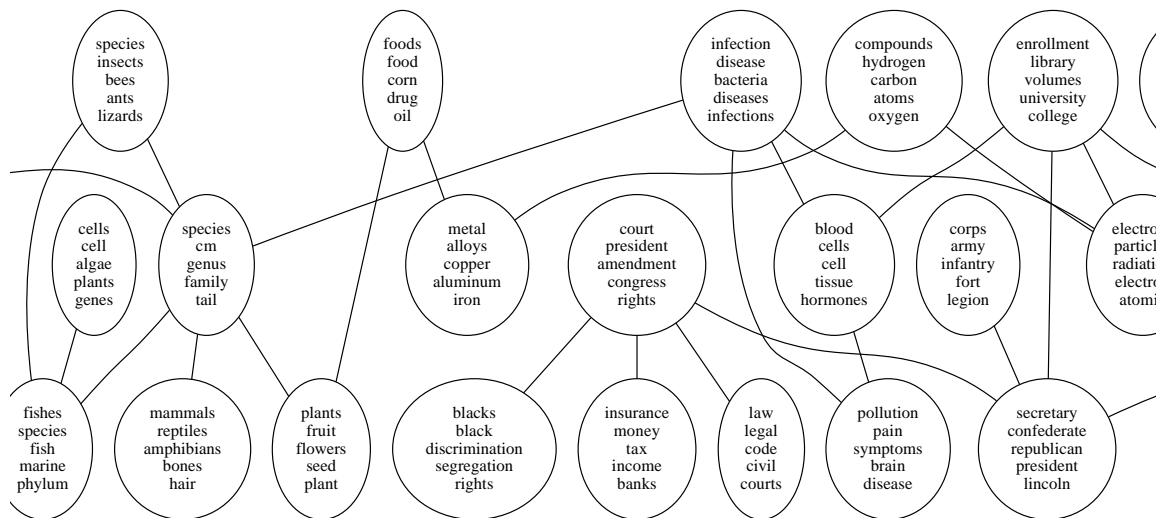 species
insects
bees
ants
lizards
foods
food
corn
drug
oil
infection
disease
bacteria
diseases
infections
compounds
hydrogen
carbon
atoms
oxygen
enrollment
library
volumes
university
college
cells
cell
algae
plants
genes
species
cm
genus
family
tail
metal
alloys
copper
aluminum
iron
court
president
amendment
congress
rights
blood
cells
cell
tissue
hormones
corps
army
infantry
fort
legion
electro
particl
radiati
electro
atomi
fishes
species
fish
marine
phylum
mammals
reptiles
amphibians
bones
hair
plants
fruit
flowers
seed
plant
blacks
black
discrimination
segregation
rights
insurance
money
tax
income
banks
law
legal
code
civil
courts
pollution
pain
symptoms
brain
disease
secretary
confederate
republican
president
lincoln